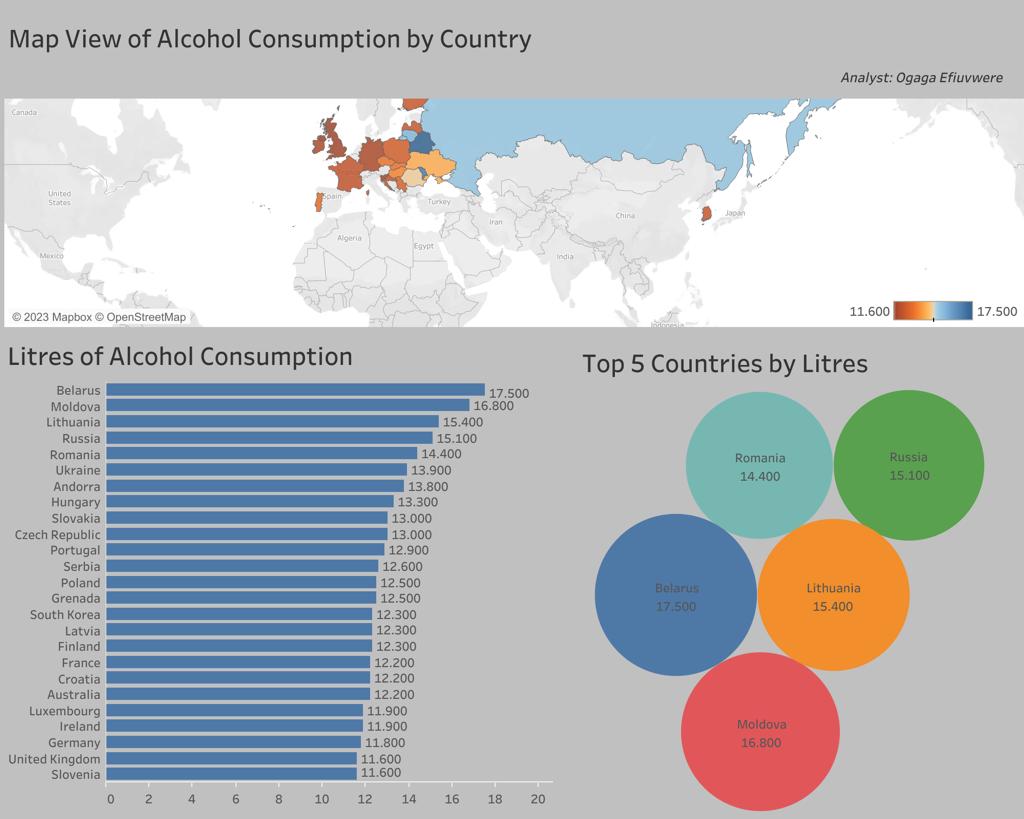 Map View of Alcohol Consumption by Country
Analyst: Ogaga Efiuvwere
Canada
United
States
Mexico
Spain
Turkey
Algeria
Egypt
Iran
India
China
Japan
Indonesia
© 2023 Mapbox © OpenStreetMap
11.600 17.500
Litres of Alcohol Consumption
Belarus 17.500
Moldova 16.800
Lithuania 15.400
Russia 15.100
Romania 14.400
Ukraine 13.900
Andorra 13.800
Hungary 13.300
Slovakia 13.000
Czech Republic 13.000
Portugal 12.900
Serbia 12.600
Poland 12.500
Grenada 12.500
South Korea 12.300
Latvia 12.300
Finland 12.300
France 12.200
Croatia 12.200
Australia 12.200
Luxembourg 11.900
Ireland 11.900
Germany 11.800
United Kingdom 11.600
Slovenia 11.600
0 2 4 6 8 10 12 14 16 18 20
Top 5 Countries by Litres
Romania
14.400
Russia
15.100
Belarus
17.500
Lithuania
15.400
Moldova
16.800